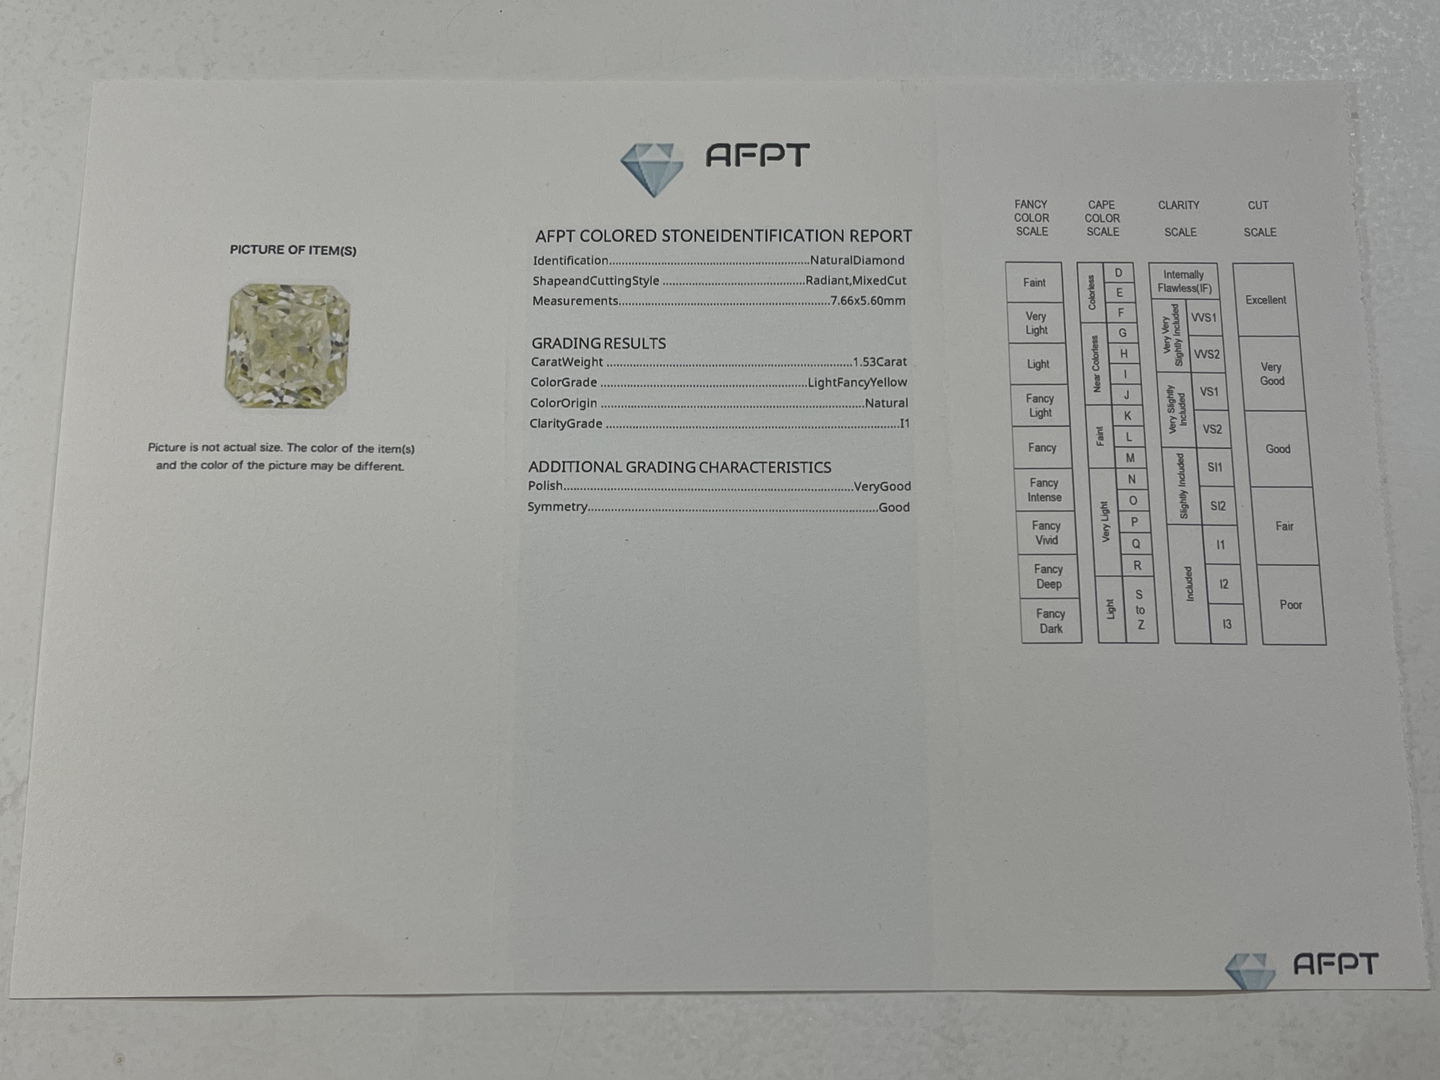 PICTURE OF ITEM(S)
Picture is not actual size. The color of the item(s)
and the color of the picture may be different.
AFPT
AFPT COLORED STONEIDENTIFICATION REPORT
Identification..................................................NaturalDiamond
ShapeandCuttingStyle ...................................Radiant,MixedCut
Measurements.....................................................7.66x5.60mm
GRADING RESULTS
CaratWeight .............................................................1.53Carat
ColorGrade ....................................................LightFancyYellow
ColorOrigin .................................................................Natural
ClarityGrade .........................................................................I1
ADDITIONAL GRADING CHARACTERISTICS
Polish........................................................................VeryGood
Symmetry.......................................................................Good
FANCY
COLOR
SCALE
Faint
Very
Light
Light
Fancy
Light
Fancy
Fancy
Intense
Fancy
Vivid
Fancy
Deep
Fancy
Dark
CAPE
COLOR
SCALE
Colorless
D
E
F
Near Colorless
G
H
I
J
Faint
K
L
M
Very Light
N
O
P
Q
R
Light
S
to
Z
CLARITY
SCALE
Internally
Flawless(IF)
Very Very
Slightly Included
VVS1
VVS2
Very Slightly
Included
VS1
VS2
Slightly Included
SI1
SI2
Included
I1
I2
I3
CUT
SCALE
Excellent
Very
Good
Good
Fair
Poor
AFPT